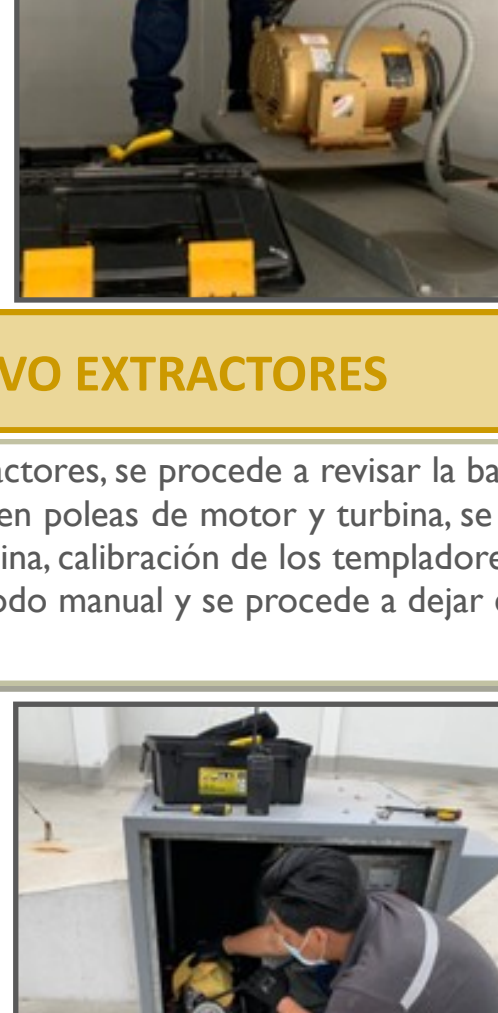 VO EXTRACTORES
actores, se procede a revisar la ba
en poleas de motor y turbina, se
ina, calibración de los templadore
odo manual y se procede a dejar